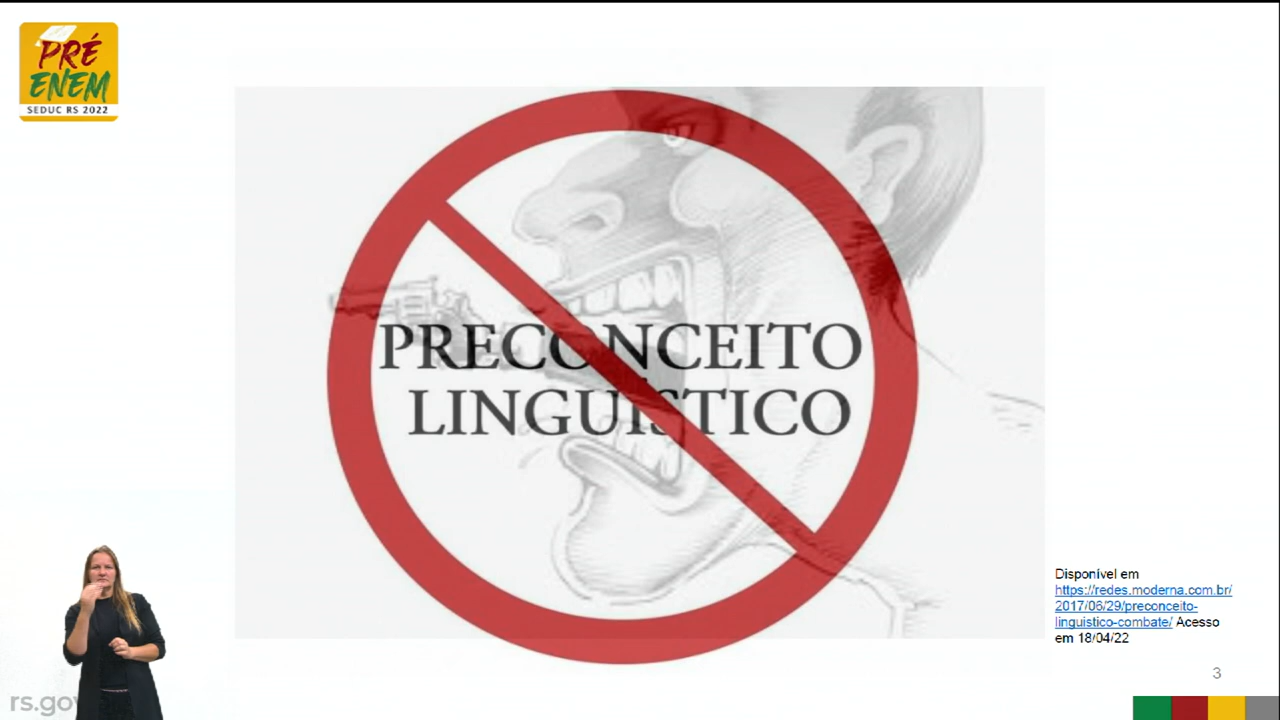 PRÉ
ENEM
SEDUC RS 2022
PRECONCEITO
LINGUÍSTICO
Disponível em
https://redes.moderna.com.br/
2017/06/29/preconceito-
linguistico-combate/ Acesso
em 18/04/22
3
rs.gov